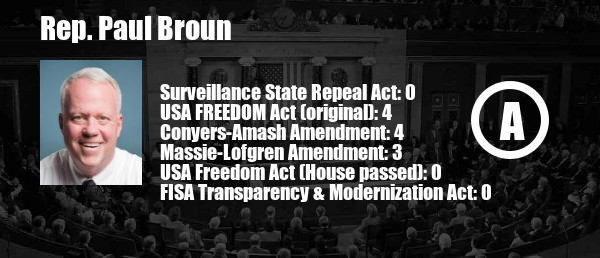 Rep. Paul Broun
Surveillance State Repeal Act: 0
USA FREEDOM Act (original): 4
Conyers-Amash Amendment: 4
Massie-Lofgren Amendment: 3
USA Freedom Act (House passed): 0
FISA Transparency & Modernization Act: 0
A